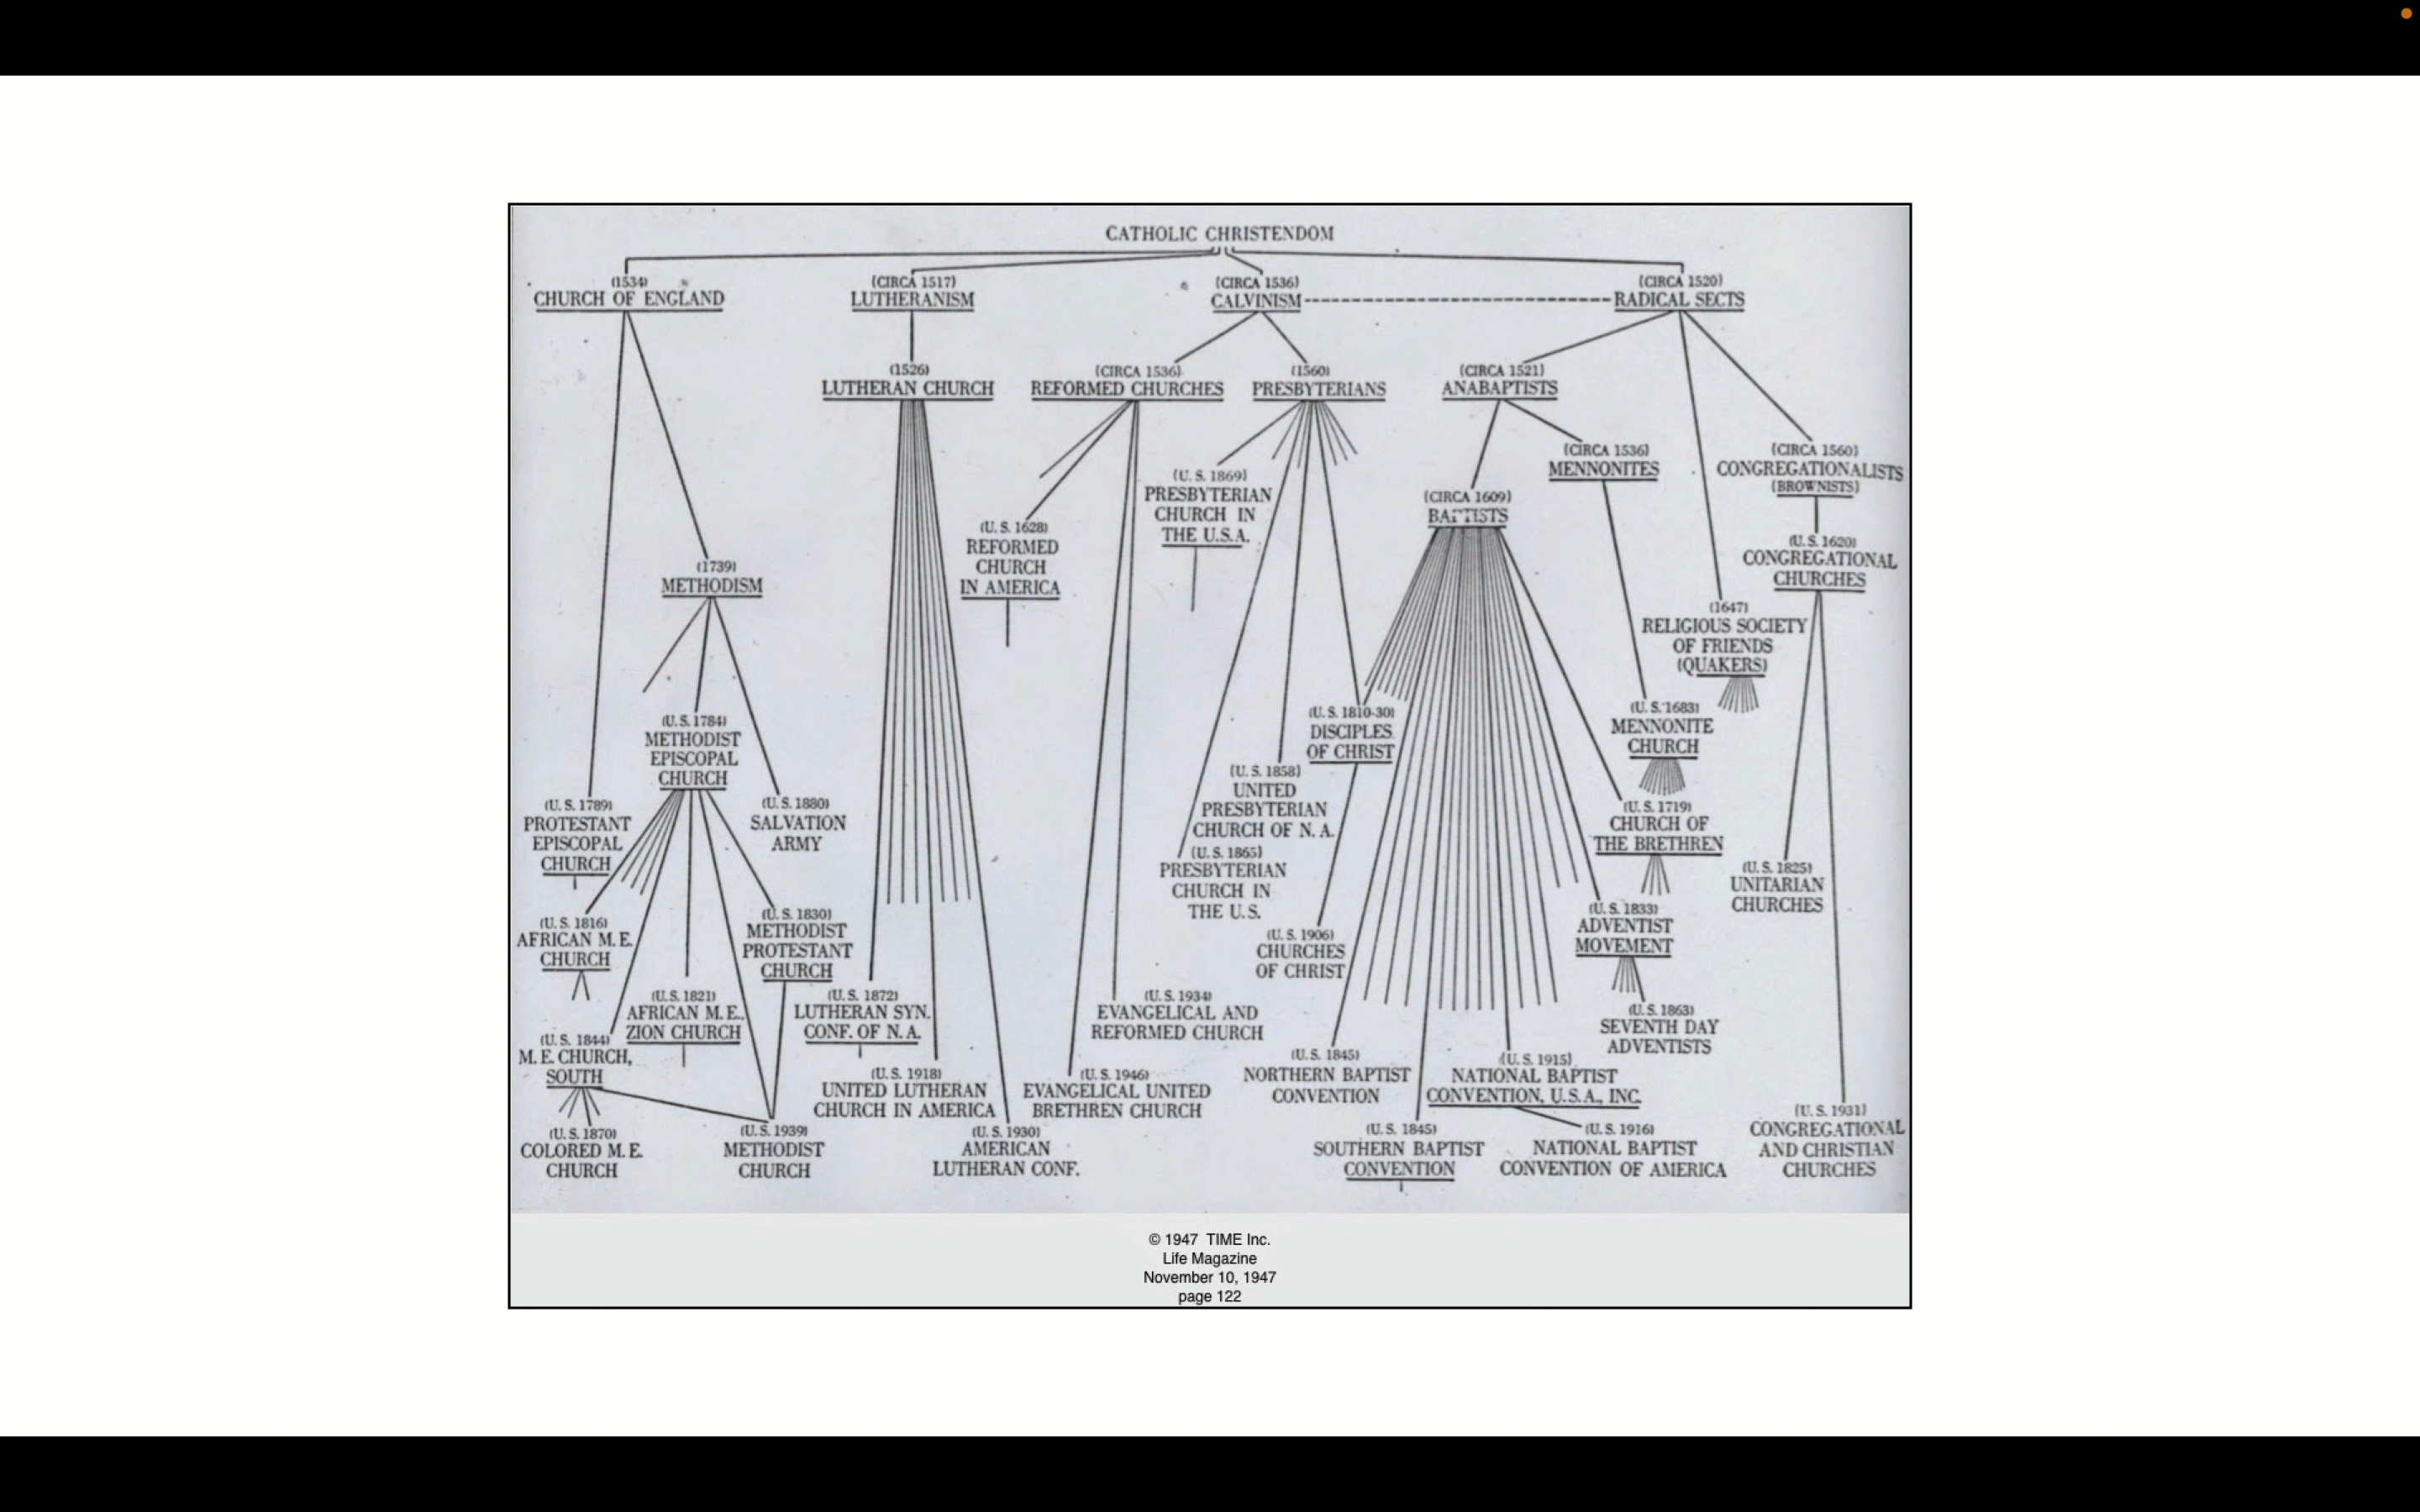 CATHOLIC CHRISTENDOM
(1534)
CHURCH OF ENGLAND
(CIRCA 1517)
LUTHERANISM
(CIRCA 1536)
CALVINISM
(CIRCA 1520)
RADICAL SECTS
(1526)
LUTHERAN CHURCH
(CIRCA 1536)
REFORMED CHURCHES
(1560)
PRESBYTERIANS
(CIRCA 1521)
ANABAPTISTS
(CIRCA 1536)
MENNONITES
(CIRCA 1560)
CONGREGATIONALISTS
(BROWNISTS)
(U. S. 1869)
PRESBYTERIAN
CHURCH IN
THE U.S.A.
(CIRCA 1609)
BAPTISTS
(U. S. 1628)
REFORMED
CHURCH
IN AMERICA
(U. S. 1620)
CONGREGATIONAL
CHURCHES
(1739)
METHODISM
(1647)
RELIGIOUS SOCIETY
OF FRIENDS
(QUAKERS)
(U. S. 1784)
METHODIST
EPISCOPAL
CHURCH
(U. S. 1810-30)
DISCIPLES
OF CHRIST
(U. S. 1683)
MENNONITE
CHURCH
(U. S. 1858)
UNITED
PRESBYTERIAN
CHURCH OF N. A.
(U. S. 1789)
PROTESTANT
EPISCOPAL
CHURCH
(U. S. 1880)
SALVATION
ARMY
(U. S. 1719)
CHURCH OF
THE BRETHREN
(U. S. 1865)
PRESBYTERIAN
CHURCH IN
THE U.S.
(U. S. 1825)
UNITARIAN
CHURCHES
(U. S. 1816)
AFRICAN M. E.
CHURCH
(U. S. 1830)
METHODIST
PROTESTANT
CHURCH
(U. S. 1906)
CHURCHES
OF CHRIST
(U. S. 1833)
ADVENTIST
MOVEMENT
(U. S. 1821)
AFRICAN M. E.
ZION CHURCH
(U. S. 1872)
LUTHERAN SYN.
CONF. OF N. A.
(U. S. 1934)
EVANGELICAL AND
REFORMED CHURCH
(U. S. 1863)
SEVENTH DAY
ADVENTISTS
(U. S. 1844)
M. E. CHURCH,
SOUTH
(U. S. 1918)
UNITED LUTHERAN
CHURCH IN AMERICA
(U. S. 1946)
EVANGELICAL UNITED
BRETHREN CHURCH
(U. S. 1845)
NORTHERN BAPTIST
CONVENTION
(U. S. 1915)
NATIONAL BAPTIST
CONVENTION, U.S.A., INC.
(U. S. 1870)
COLORED M. E.
CHURCH
(U. S. 1939)
METHODIST
CHURCH
(U. S. 1930)
AMERICAN
LUTHERAN CONF.
(U. S. 1845)
SOUTHERN BAPTIST
CONVENTION
(U. S. 1916)
NATIONAL BAPTIST
CONVENTION OF AMERICA
(U. S. 1931)
CONGREGATIONAL
AND CHRISTIAN
CHURCHES
© 1947 TIME Inc.
Life Magazine
November 10, 1947
page 122